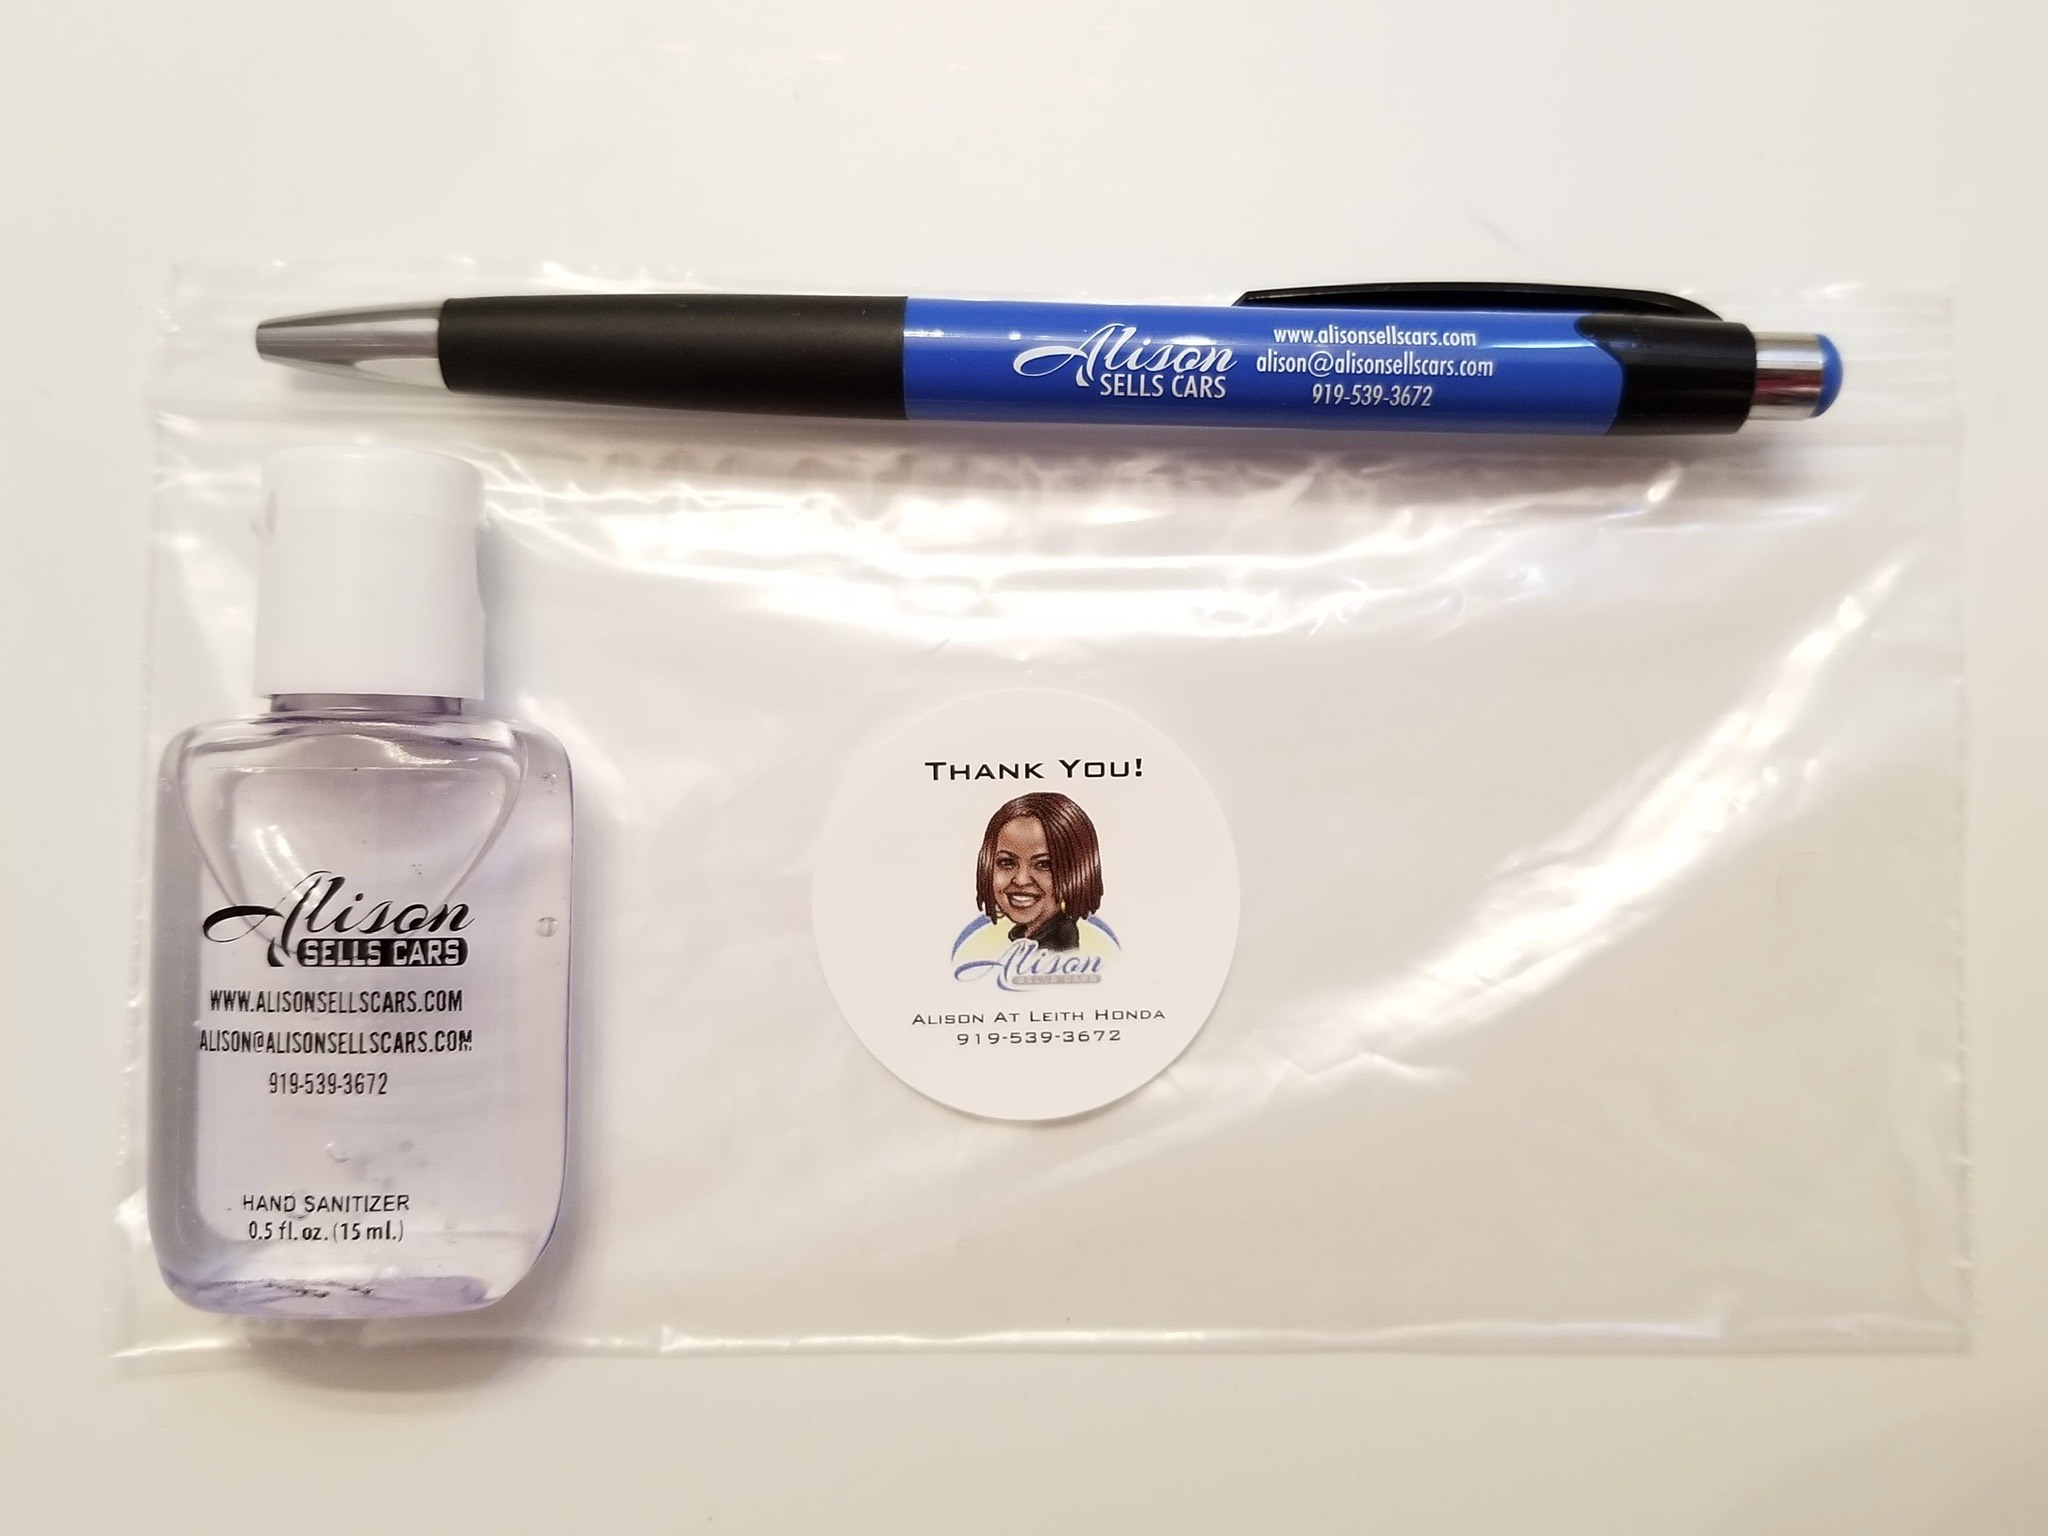 Alison
SELLS CARS
www.alisonsellscars.com
alison@alisonsellscars.com
919-539-3672
Alison
SELLS CARS
WWW.ALISONSELLSCARS.COM
ALISON@ALISONSELLSCARS.COM
919-539-3672
HAND SANITIZER
0.5 fl. oz. (15 ml.)
THANK YOU!
Alison
SELLS CARS
ALISON AT LEITH HONDA
919-539-3672